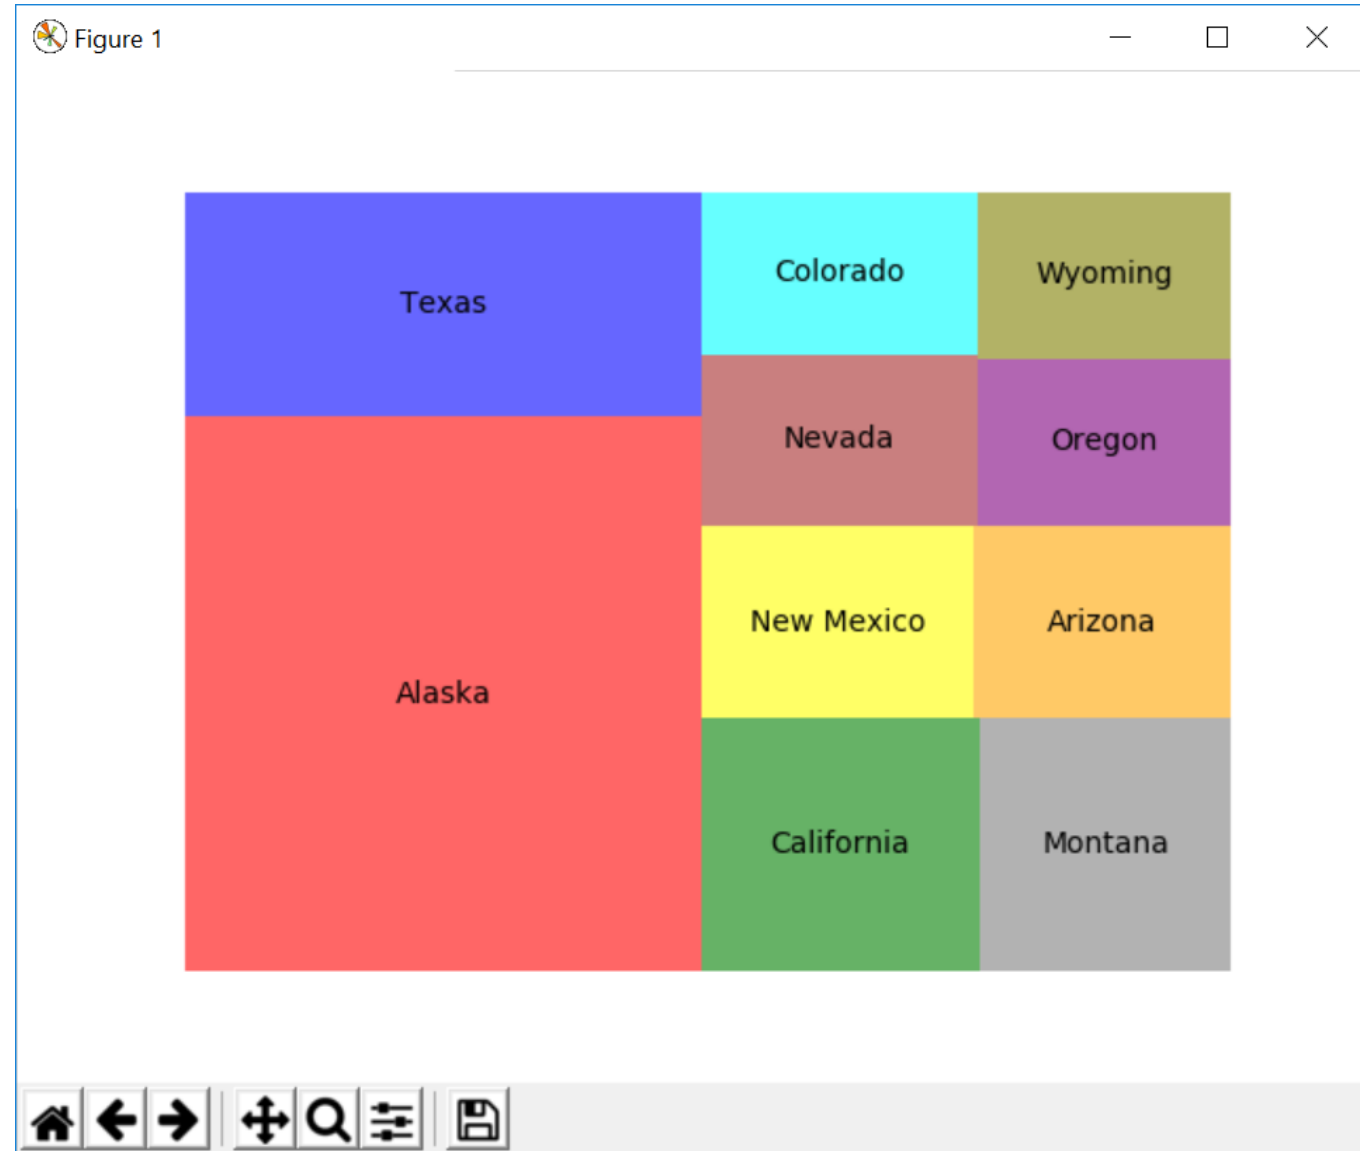 Figure 1
Texas
Colorado
Wyoming
Nevada
Oregon
New Mexico
Arizona
Alaska
California
Montana